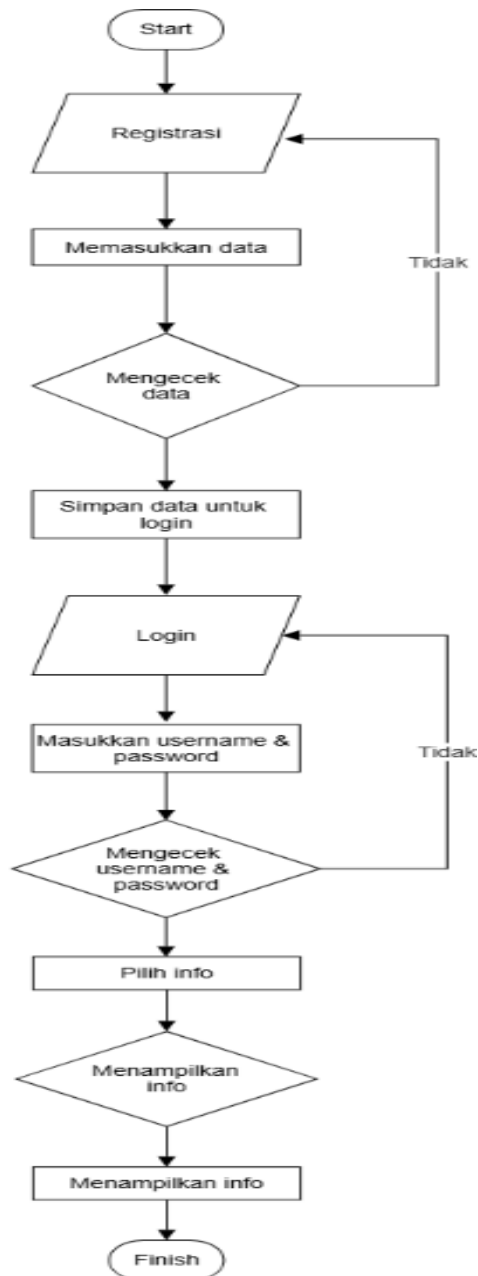 Start
Registrasi
Memasukkan data
Tidak
Mengecek
data
Simpan data untuk
login
Login
Masukkan username &
password
Tidak
Mengecek
username &
password
Pilih info
Menampilkan
info
Menampilkan info
Finish